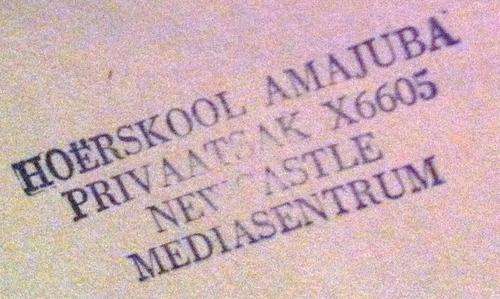 HOËRSKOOL AMAJUBA
PRIVAATSAK X6605
NEWCASTLE
MEDIASENTRUM